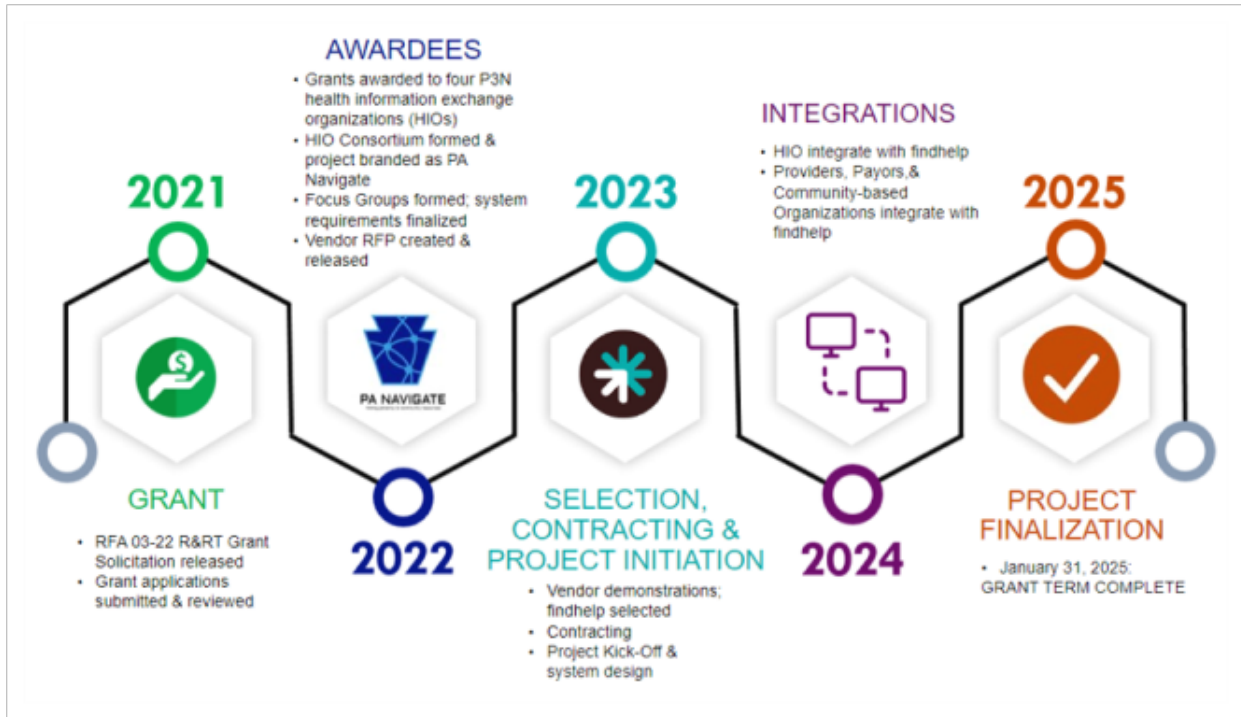 2021
GRANT
• RFA 03-22 R&RT Grant
Solicitation released
• Grant applications
submitted & reviewed
AWARDEES
• Grants awarded to four P3N
health information exchange
organizations (HIOs)
• HIO Consortium formed &
project branded as PA
Navigate
• Focus Groups formed; system
requirements finalized
• Vendor RFP created &
released
$
PA NAVIGATE
2022
2023
SELECTION,
CONTRACTING &
PROJECT INITIATION
• Vendor demonstrations;
findhelp selected
• Contracting
• Project Kick-Off &
system design
INTEGRATIONS
• HIO integrate with findhelp
• Providers, Payors,&
Community-based
Organizations integrate with
findhelp
2024
2025
PROJECT
FINALIZATION
• January 31, 2025:
GRANT TERM COMPLETE